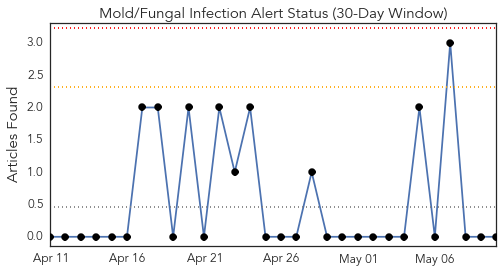 Mold/Fungal Infection Alert Status (30-Day Window)
Articles Found
3.0
2.5
2.0
1.5
1.0
0.5
0.0
Apr 11
Apr 16
Apr 21
Apr 26
May 01
May 06